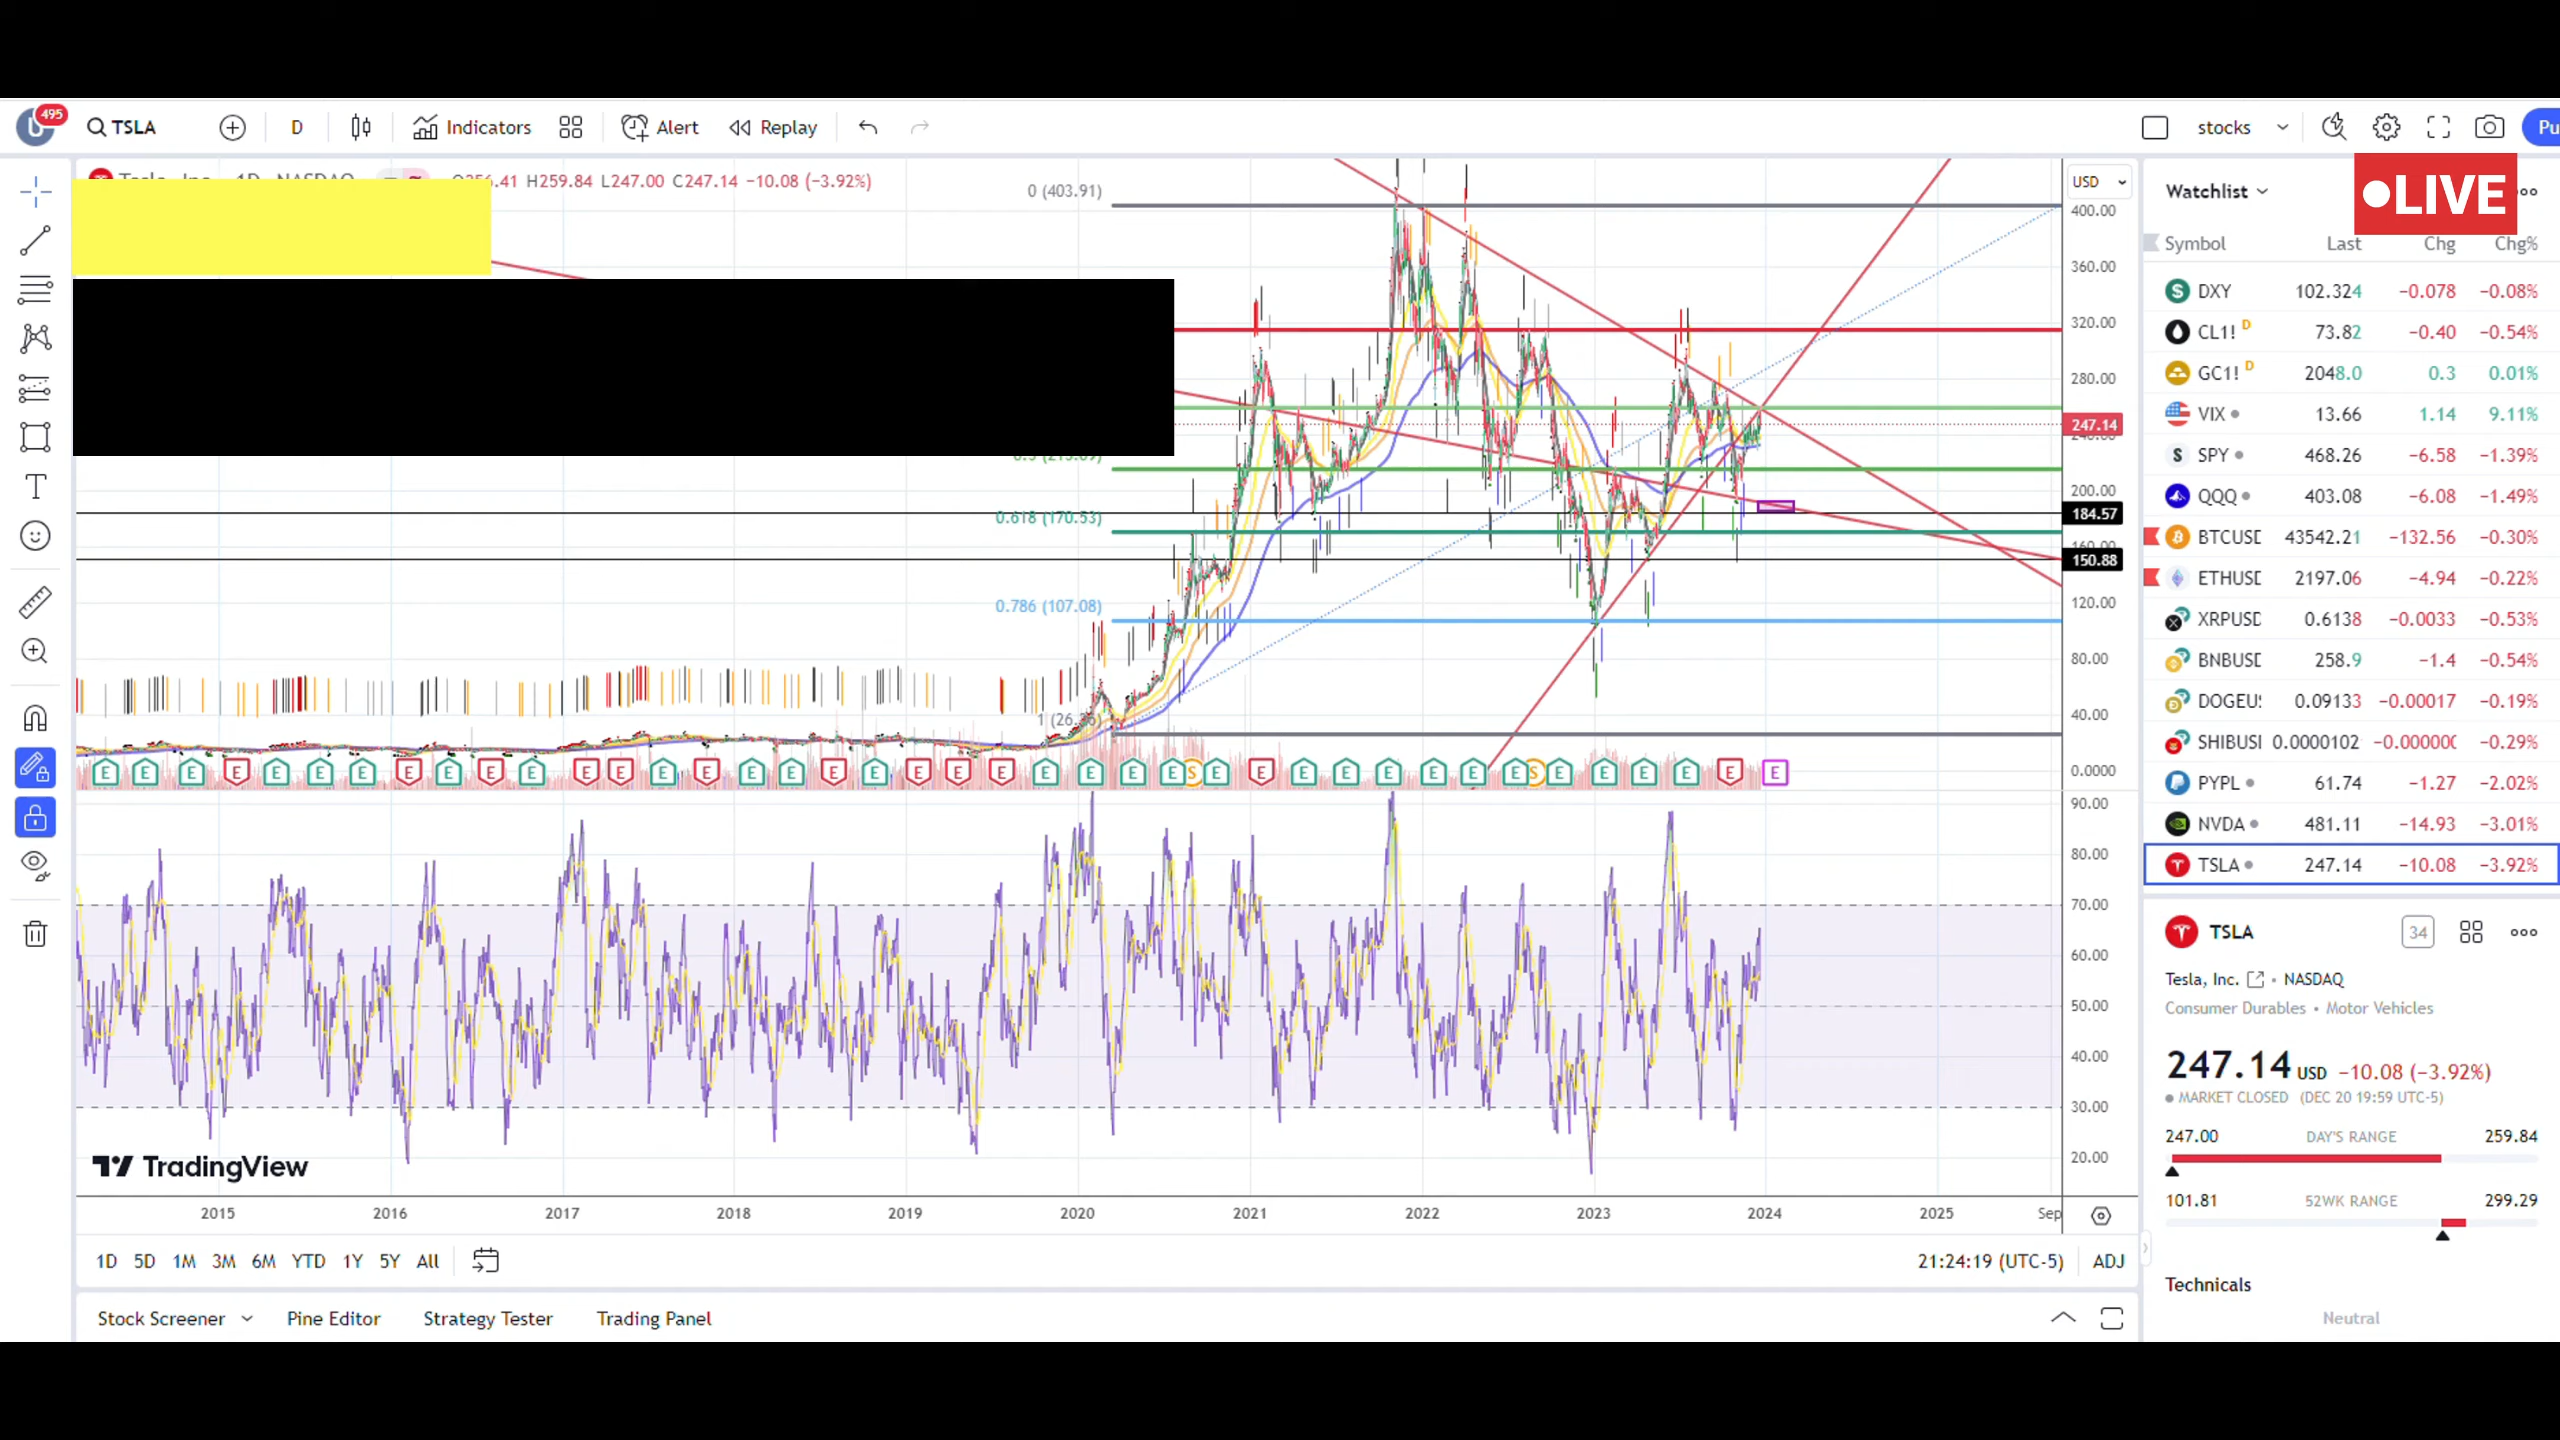 495
TSLA
D
Indicators
Alert
Replay
stocks
Pu
LIVE
H259.84 L247.00 C247.14 −10.08 (−3.92%)
USD
0 (403.91)
0.618 (170.53)
0.786 (107.08)
400.00
360.00
320.00
280.00
247.14
200.00
184.57
150.88
120.00
80.00
40.00
0.0000
90.00
80.00
70.00
60.00
50.00
40.00
30.00
20.00
E E E E E E E E E E E E E E E E E E E E E E E E E E S E E E E E E E E S E E E E E E
TradingView
2015 2016 2017 2018 2019 2020 2021 2022 2023 2024 2025 Sep
1D 5D 1M 3M 6M YTD 1Y 5Y All
21:24:19 (UTC-5) ADJ
Stock Screener Pine Editor Strategy Tester Trading Panel
Watchlist
Symbol Last Chg Chg%
DXY 102.324 −0.078 −0.08%
CL1! D 73.82 −0.40 −0.54%
GC1! D 2048.0 0.3 0.01%
VIX 13.66 1.14 9.11%
SPY 468.26 −6.58 −1.39%
QQQ 403.08 −6.08 −1.49%
BTCUSD 43542.21 −132.56 −0.30%
ETHUSD 2197.06 −4.94 −0.22%
XRPUSD 0.6138 −0.0033 −0.53%
BNBUSD 258.9 −1.4 −0.54%
DOGEU 0.09133 −0.00017 −0.19%
SHIBUSD 0.0000102 −0.000000 −0.29%
PYPL 61.74 −1.27 −2.02%
NVDA 481.11 −14.93 −3.01%
TSLA 247.14 −10.08 −3.92%
TSLA
34
Tesla, Inc. • NASDAQ
Consumer Durables • Motor Vehicles
247.14 USD −10.08 (−3.92%)
MARKET CLOSED (DEC 20 19:59 UTC-5)
247.00 DAY'S RANGE 259.84
101.81 52WK RANGE 299.29
Technicals
Neutral